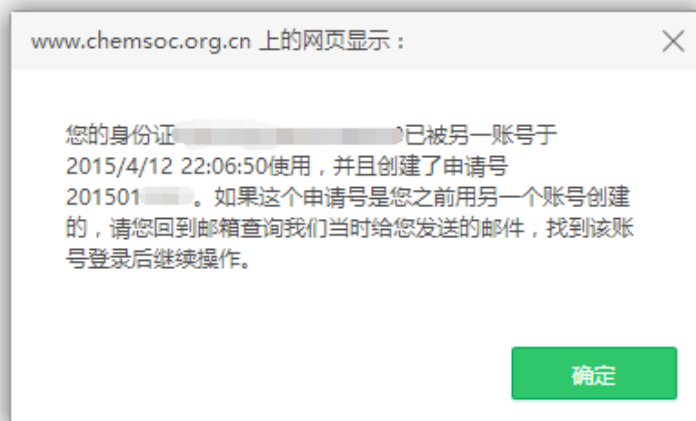 www.chemsoc.org.cn 上的网页显示：
您的身份证 已被另一账号于
2015/4/12 22:06:50使用，并且创建了申请号
201501 。如果这个申请号是您之前用另一个账号创建
的，请您回到邮箱查询我们当时给您发送的邮件，找到该账
号登录后继续操作。
确定